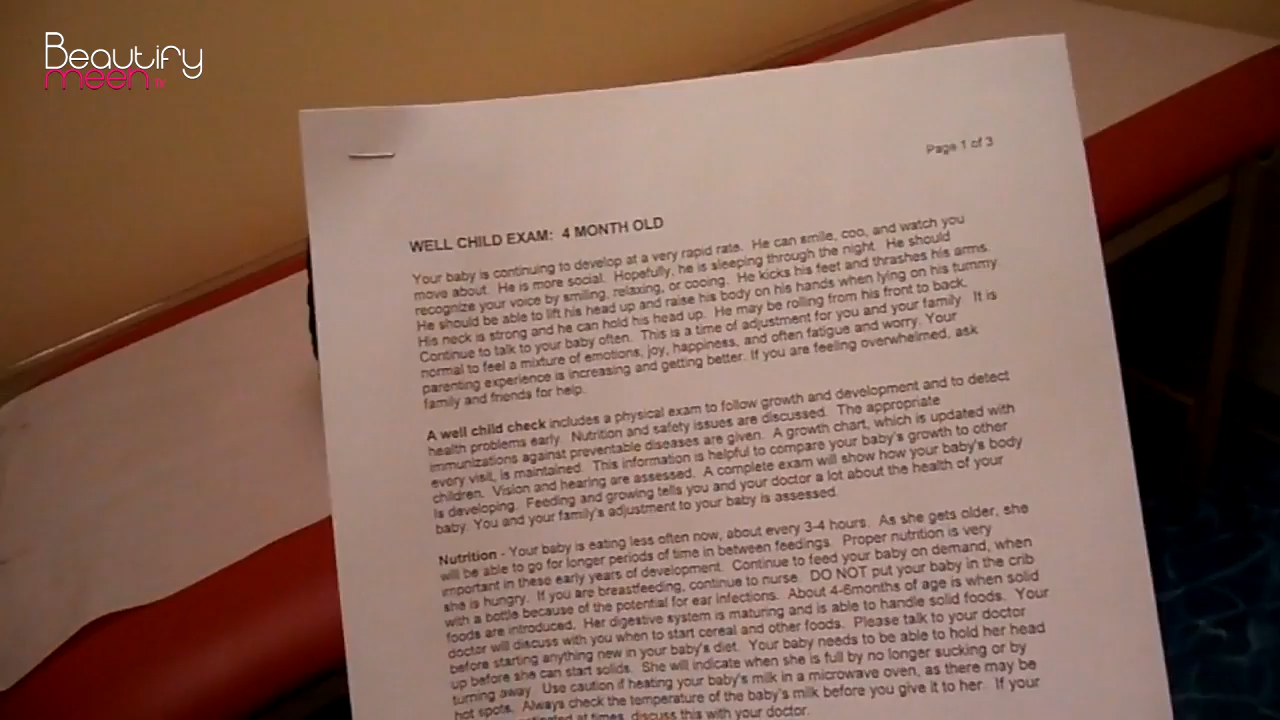 Beautify
meen
Page 1 of 3
WELL CHILD EXAM: 4 MONTH OLD
Your baby is continuing to develop at a very rapid rate. He can smile, coo, and watch you
move about. He is more social. Hopefully, he is sleeping through the night. He should
recognize your voice by smiling, relaxing, or cooing. He kicks his feet and thrashes his arms.
He should be able to lift his head up and raise his body on his hands when lying on his tummy.
His neck is strong and he can hold his head up. He may be rolling from his front to back.
Continue to talk to your baby often. This is a time of adjustment for you and your family. It is
normal to feel a mixture of emotions, joy, happiness, and often fatigue and worry. Your
parenting experience is increasing and getting better. If you are feeling overwhelmed, ask
family and friends for help.
A well child check includes a physical exam to follow growth and development and to detect
health problems early. Nutrition and safety issues are discussed. The appropriate
immunizations against preventable diseases are given. A growth chart, which is updated with
every visit, is maintained. This information is helpful to compare your baby's growth to other
children. Vision and hearing are assessed. A complete exam will show how your baby's body
is developing. Feeding and growing tells you and your doctor a lot about the health of your
baby. You and your family's adjustment to your baby is assessed.
Nutrition - Your baby is eating less often now, about every 3-4 hours. As she gets older, she
will be able to go for longer periods of time in between feedings. Proper nutrition is very
important in these early years of development. Continue to feed your baby on demand, when
she is hungry. If you are breastfeeding, continue to nurse. DO NOT put your baby in the crib
with a bottle because of the potential for ear infections. About 4-6months of age is when solid
foods are introduced. Her digestive system is maturing and is able to handle solid foods. Your
doctor will discuss with you when to start cereal and other foods. Please talk to your doctor
before starting anything new in your baby's diet. Your baby needs to be able to hold her head
up before she can start solids. She will indicate when she is full by no longer sucking or by
turning away. Use caution if heating your baby's milk in a microwave oven, as there may be
hot spots. Always check the temperature of the baby's milk before you give it to her. If your
at times, discuss this with your doctor.